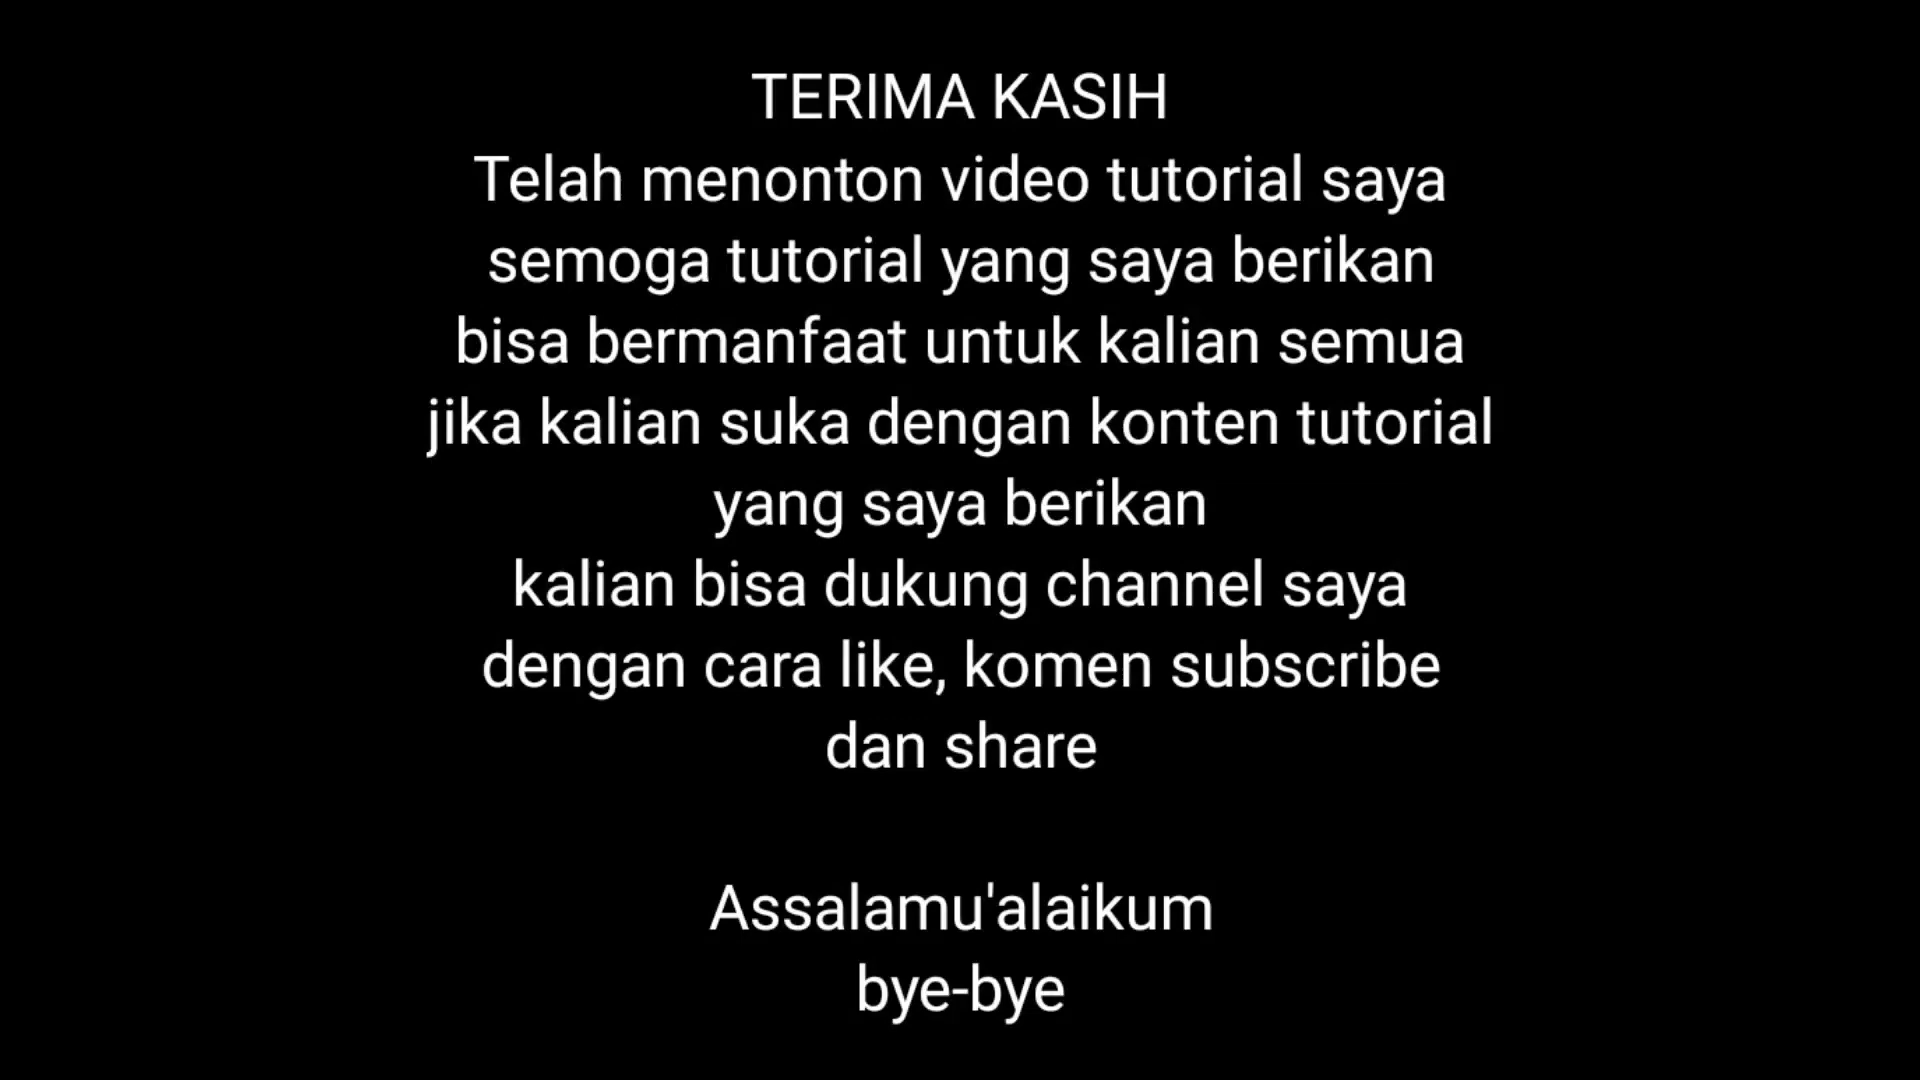 TERIMA KASIH
Telah menonton video tutorial saya
semoga tutorial yang saya berikan
bisa bermanfaat untuk kalian semua
jika kalian suka dengan konten tutorial
yang saya berikan
kalian bisa dukung channel saya
dengan cara like, komen subscribe
dan share
Assalamu'alaikum
bye-bye